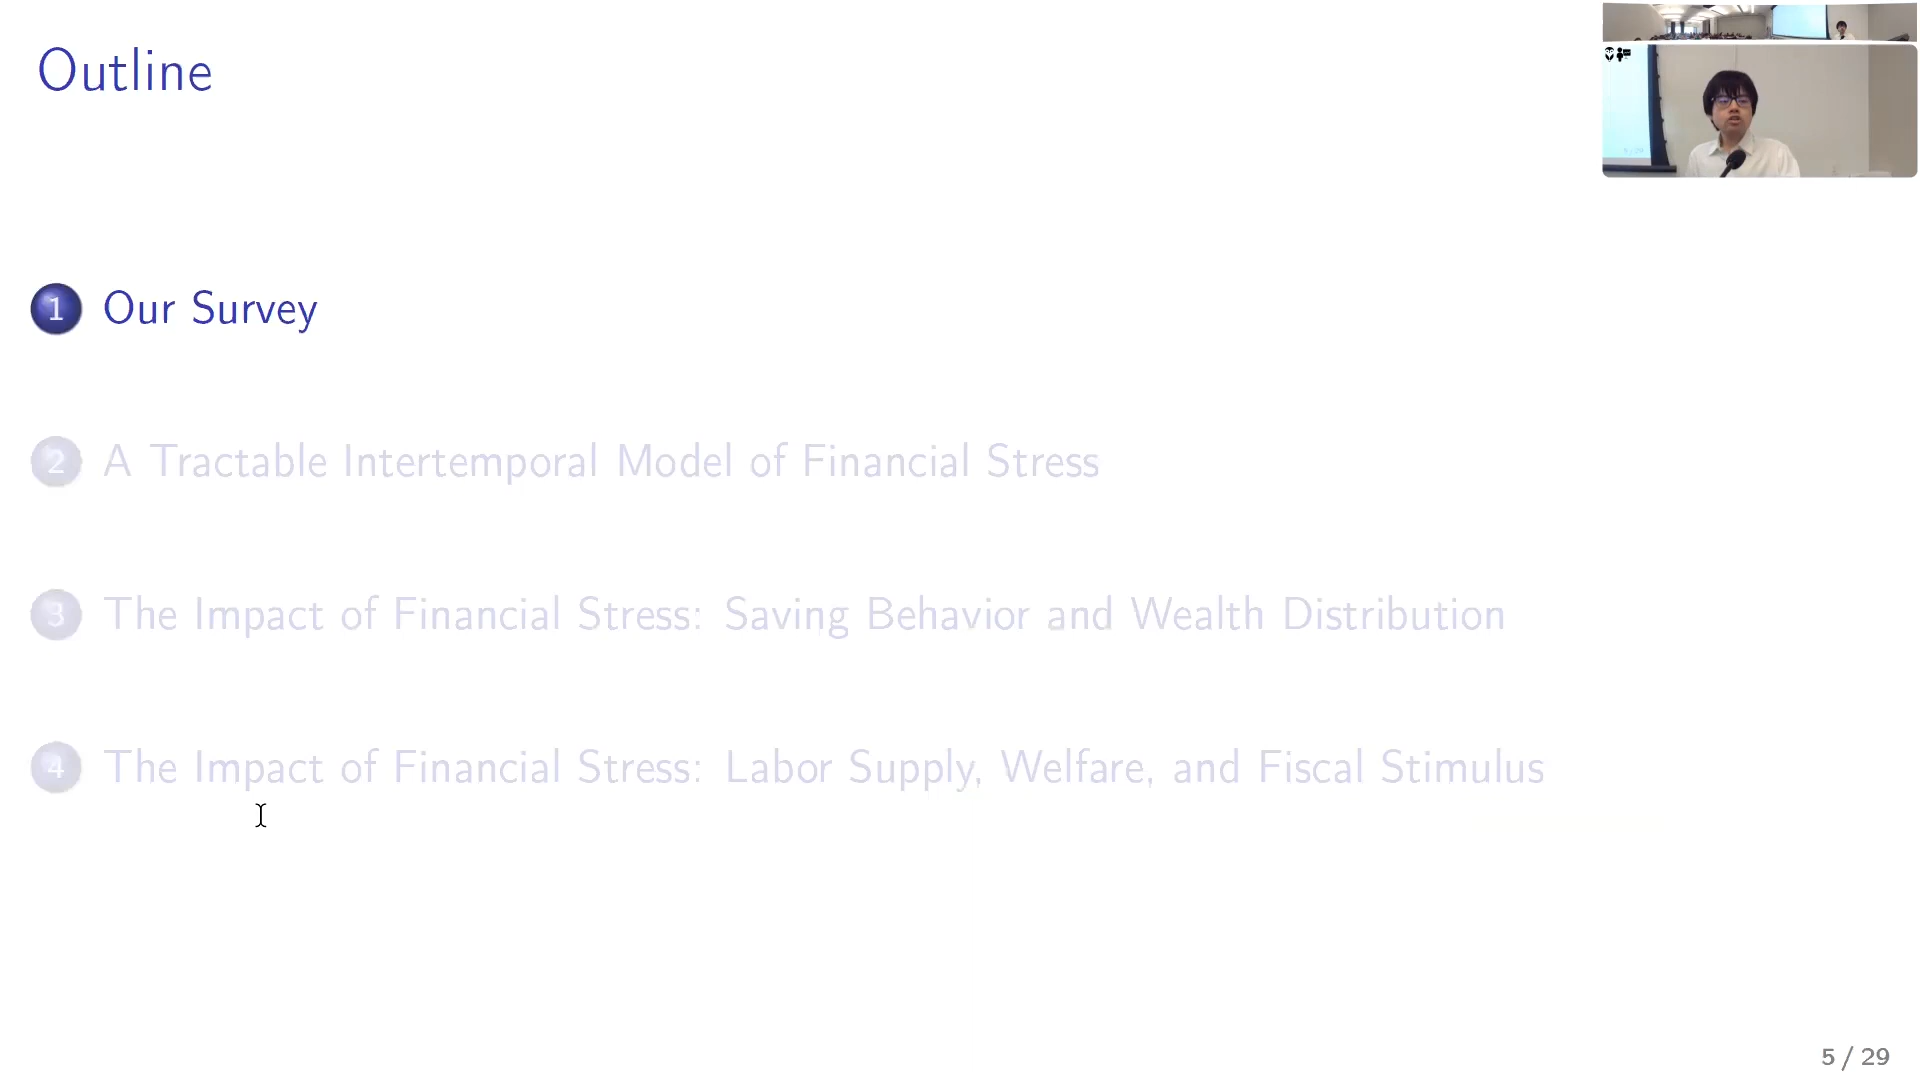 Outline
1 Our Survey
2 A Tractable Intertemporal Model of Financial Stress
3 The Impact of Financial Stress: Saving Behavior and Wealth Distribution
4 The Impact of Financial Stress: Labor Supply, Welfare, and Fiscal Stimulus
5 / 29